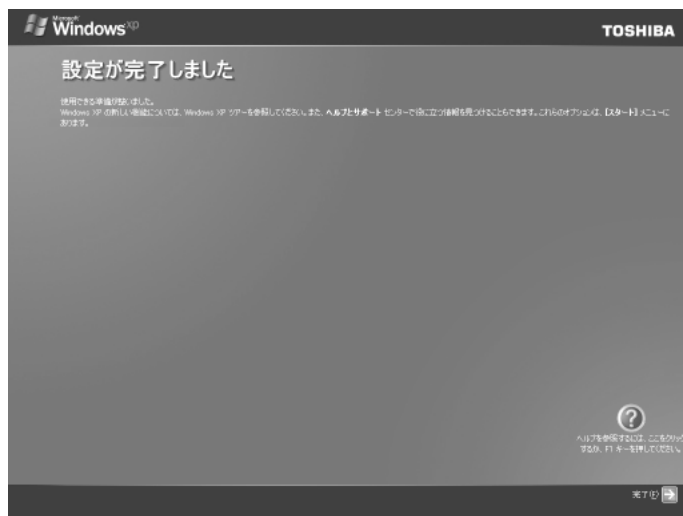 Microsoft
Windows xp
TOSHIBA
設定が完了しました
使用できる準備が整いました。
Windows XP の新しい機能については、Windows XP ツアーを参照してください。また、ヘルプとサポート センターで役に立つ情報を見つけることもできます。これらのオプションは、[スタート] メニューに
あります。
?
ヘルプを参照するには、ここをクリック
するか、F1 キーを押してください。
完了(F)